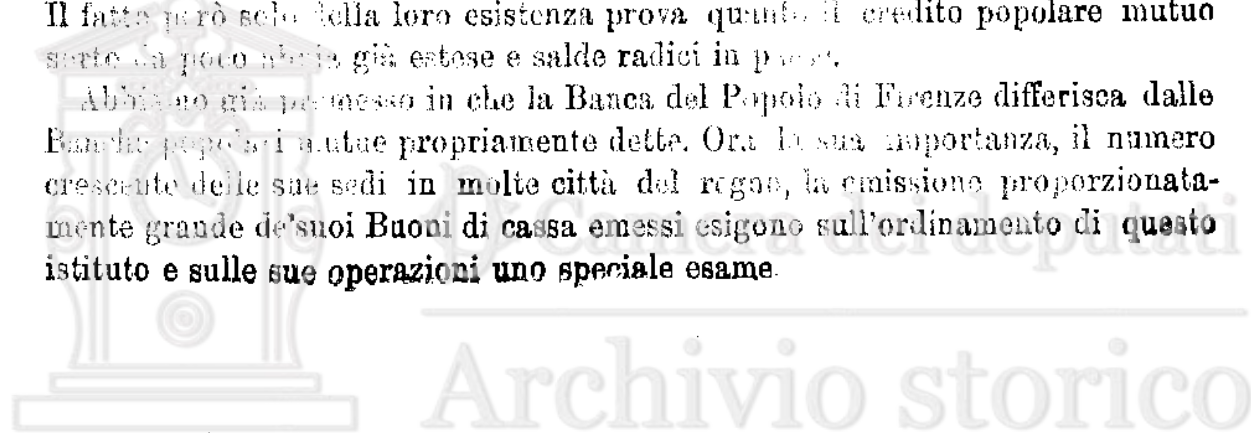 Il fatto però solo della loro esistenza prova quanto il credito popolare mutuo
sorto da poco abbia già estese e salde radici in paese.
Abbiamo già premesso in che la Banca del Popolo di Firenze differisca dalle
Banche popolari mutue propriamente dette. Ora la sua importanza, il numero
crescente delle sue sedi in molte città del regno, la emissione proporzionata-
mente grande de'suoi Buoni di cassa emessi esigono sull'ordinamento di questo
istituto e sulle sue operazioni uno speciale esame.
Camera dei deputati
Archivio storico